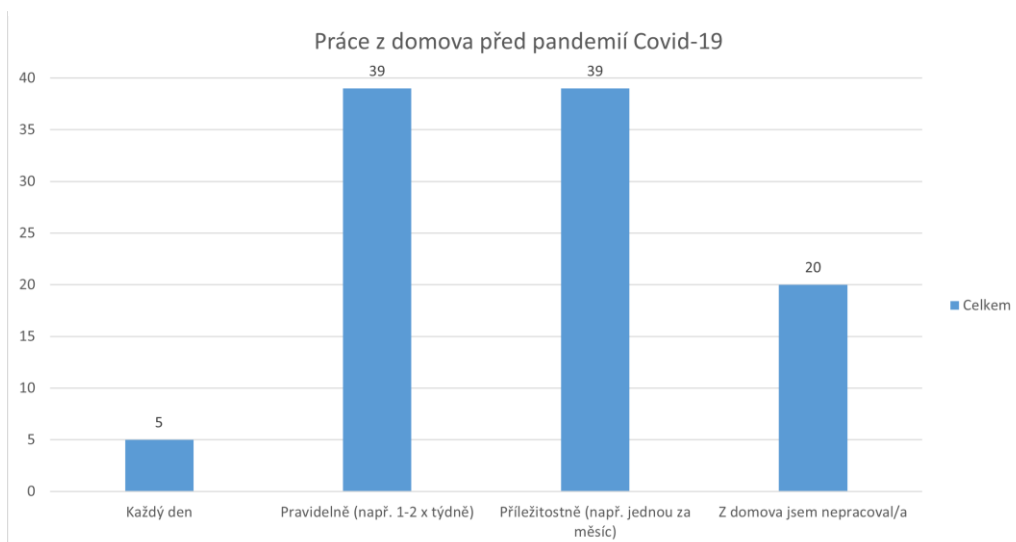 Práce z domova před pandemií Covid-19
40
35
30
25
20
15
10
5
0
5
39
39
20
Každý den
Pravidelně (např. 1-2 x týdně)
Příležitostně (např. jednou za
měsíc)
Z domova jsem nepracoval/a
Celkem